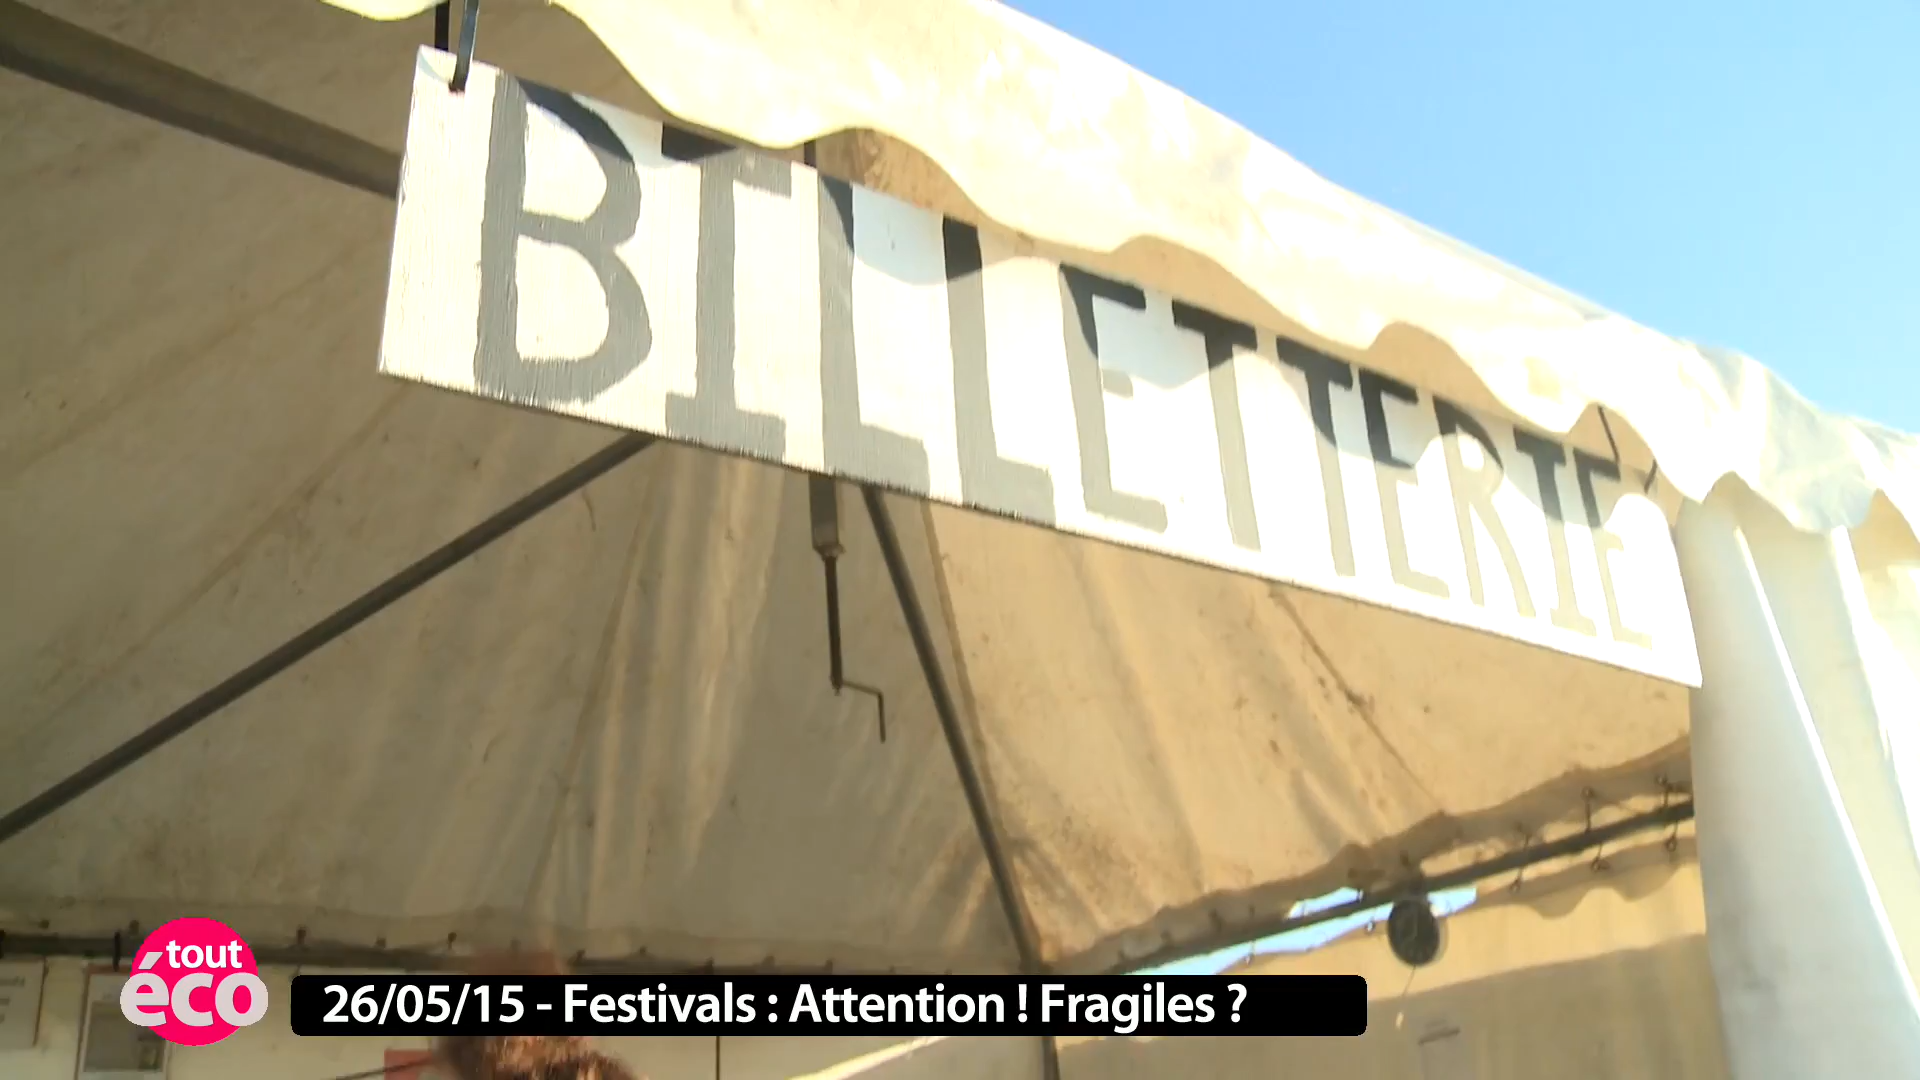 BILLETTERIE
tout
éco
26/05/15 - Festivals : Attention ! Fragiles ?